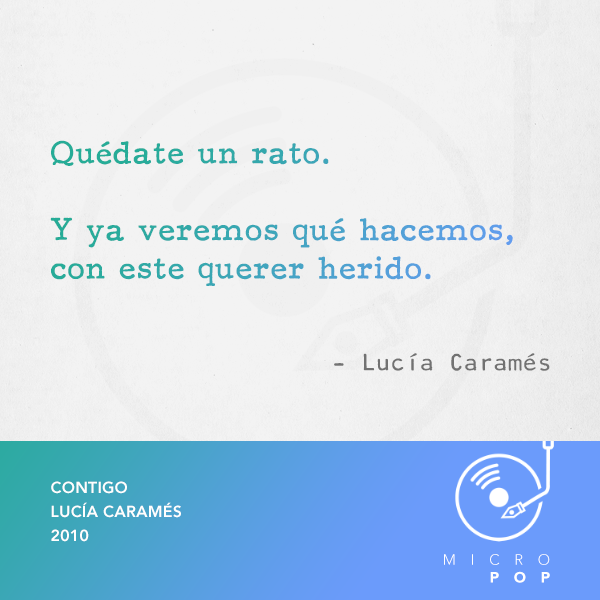 Quédate un rato.
Y ya veremos qué hacemos,
con este querer herido.
- Lucía Caramés
CONTIGO
LUCÍA CARAMÉS
2010
MICRO
POP